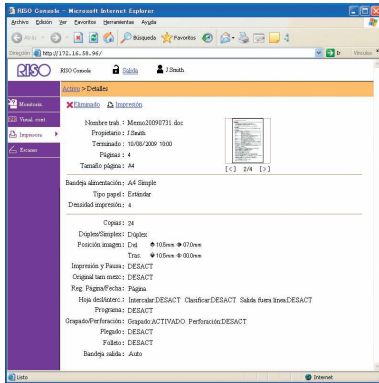 RISO Console - Microsoft Internet Explorer
Archivo Edición Ver Favoritos Herramientas Ayuda
Atrás Búsqueda Favoritos
Dirección http://172.16.58.96/ Ir Vínculos
RISO RISO Console Salida J.Smith
Activo > Detalles
Monitoriz. Eliminado Impresión
Visual. cont.
Impresora
Escaner
Nombre trab. : Memo20090731.doc
Propietario : J.Smith
Terminado : 10/08/2009 10:00
Páginas : 4
Tamaño página : A4
[<] 2/4 [>]
Bandeja alimentación : A4 Simple
Tipo papel : Estándar
Densidad impresión : 4
Copias : 24
Dúplex/Simplex : Dúplex
Posición imagen : Del. 10.5mm 07.0mm
Tras. 10.5mm 00.0mm
Impresión y Pausa : DESACT
Original tam mezc : DESACT
Reg. Página/Fecha : Página
Hoja desl/interc. : Intercalar:DESACT Clasificar:DESACT Salida fuera línea:DESACT
Programa : DESACT
Grapado/Perforación : Grapado:ACTIVADO Perforación:DESACT
Plegado : DESACT
Folleto : DESACT
Bandeja salida : Auto
Listo Internet